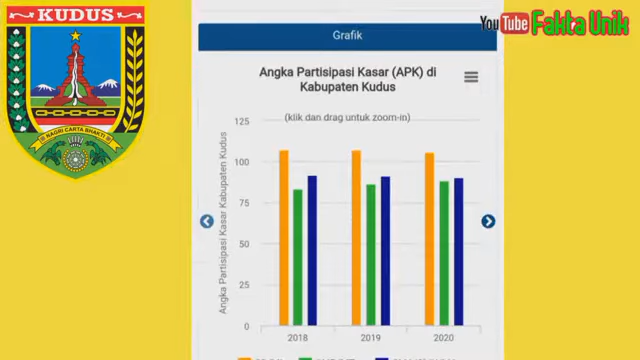 KUDUS
NAGRI CARTA BHAKTI
YouTube Fakta Unik
Grafik
Angka Partisipasi Kasar (APK) di
Kabupaten Kudus
(klik dan drag untuk zoom-in)
Angka Partisipasi Kasar Kabupaten Kudus
125
100
75
50
25
0
2018
2019
2020